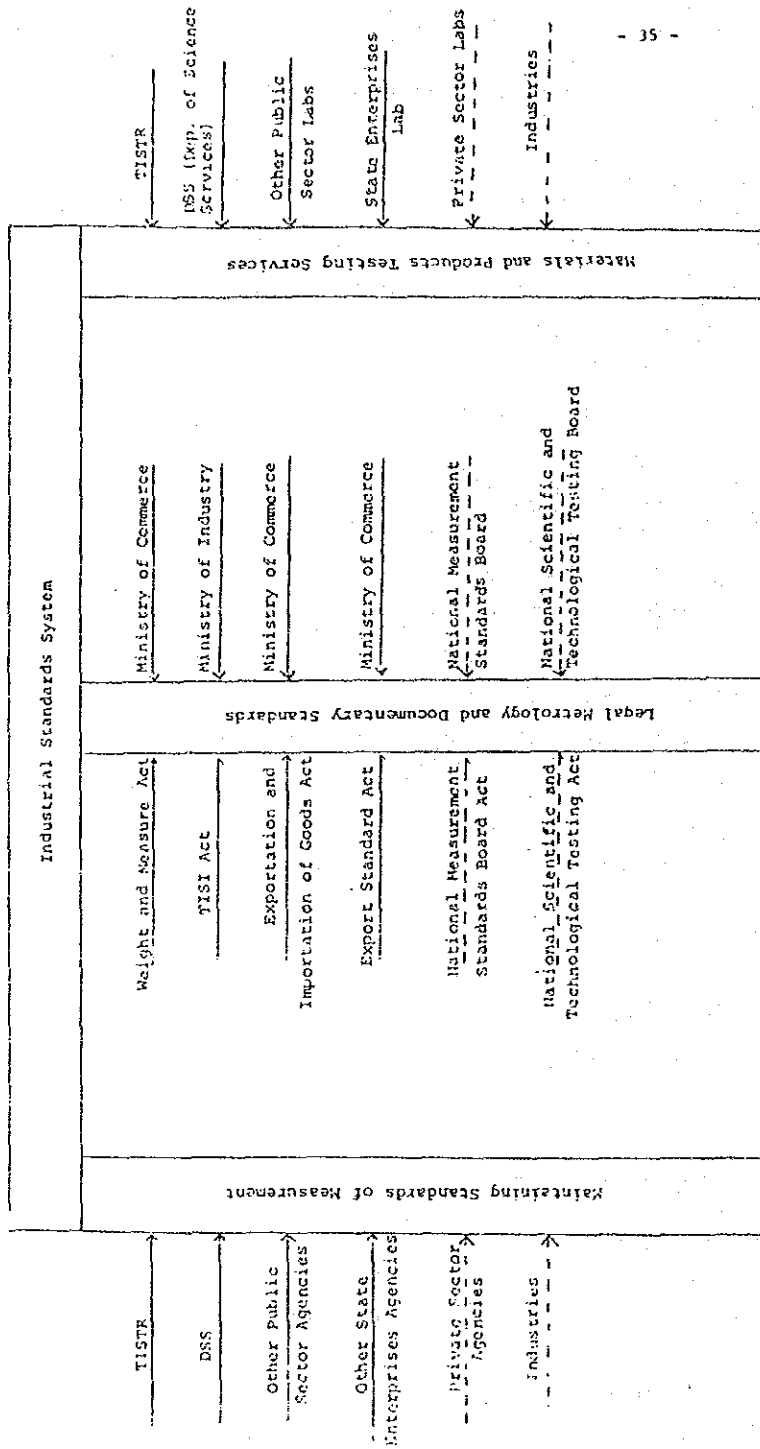 - 35 -
Industrial Standards System
TISTR
DSS
Other Public
Sector Agencies
Other State
Enterprises Agencies
Private Sector
Agencies
Industries
Maintaining Standards of Measurement
Weight and Measure Act
TISI Act
Exportation and
Importation of Goods Act
Export Standard Act
National Measurement
Standards Board Act
National Scientific and
Technological Testing Act
Legal Metrology and Documentary Standards
Ministry of Commerce
Ministry of Industry
Ministry of Commerce
Ministry of Commerce
National Measurement
Standards Board
National Scientific and
Technological Testing Board
Materials and Products Testing Services
TISTR
DSS (Dep. of Science
Services)
Other Public
Sector Labs
State Enterprises
Lab
Private Sector Labs
Industries